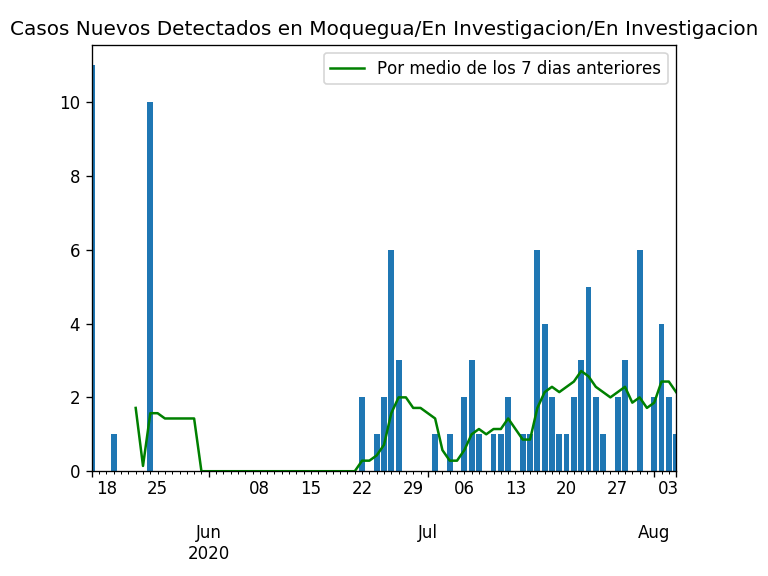 Casos Nuevos Detectados en Moquegua/En Investigacion/En Investigacion
Por medio de los 7 dias anteriores
10
8
6
4
2
0
18 25 08 15 22 29 06 13 20 27 03
Jun Jul Aug
2020